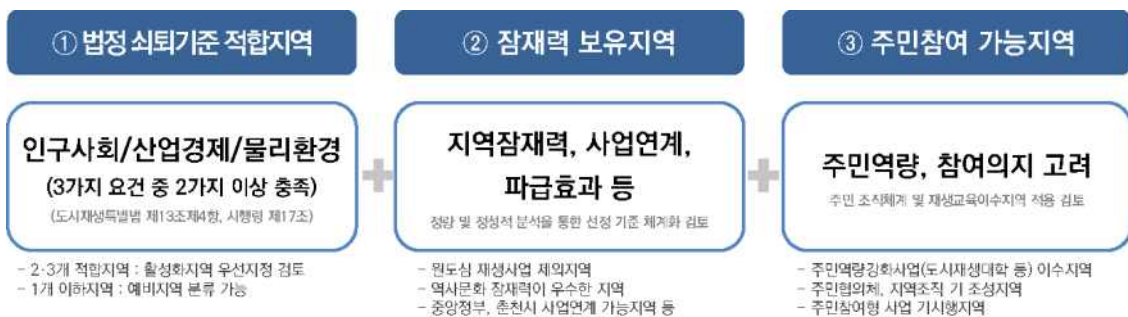 ① 법정 쇠퇴기준 적합지역
인구사회/산업경제/물리환경
(3가지 요건 중 2가지 이상 충족)
(도시재생특별법 제13조제4항, 시행령 제17조)
- 2·3개 적합지역 : 활성화지역 우선지정 검토
- 1개 이하지역 : 예비지역 분류 가능
② 잠재력 보유지역
지역잠재력, 사업연계,
파급효과 등
정량 및 정성적 분석을 통한 선정 기준 체계화 검토
- 원도심 재생사업 제외지역
- 역사문화 잠재력이 우수한 지역
- 중앙정부, 춘천시 사업연계 가능지역 등
③ 주민참여 가능지역
주민역량, 참여의지 고려
주민 조직체계 및 재생교육이수지역 적용 검토
- 주민역량강화사업(도시재생대학 등) 이수지역
- 주민협의체, 지역조직 기 조성지역
- 주민참여형 사업 기시행지역